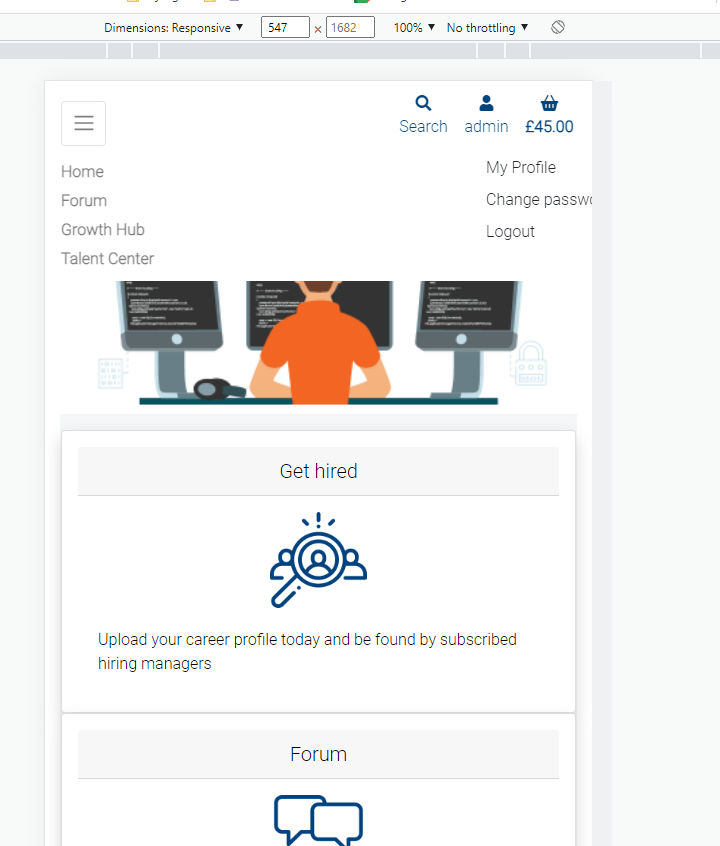 Dimensions: Responsive ▼ 547 × 1682 100% ▼ No throttling ▼
Search admin £45.00
Home
Forum
Growth Hub
Talent Center
My Profile
Change passwo
Logout
Get hired
Upload your career profile today and be found by subscribed
hiring managers
Forum